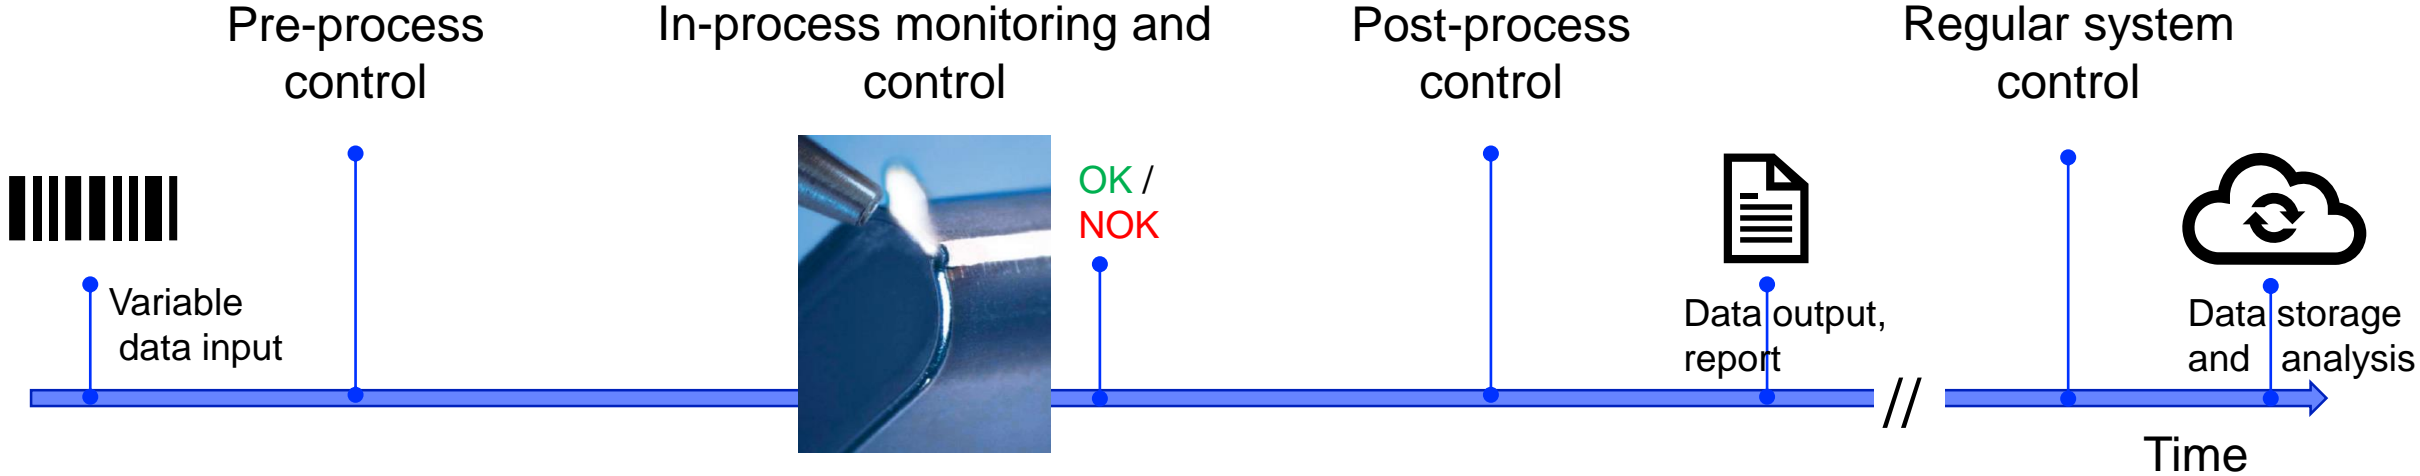 Pre-process
control
In-process monitoring and
control
Post-process
control
Regular system
control
Variable
data input
OK /
NOK
Data output,
report
Data storage
and analysis
//
Time